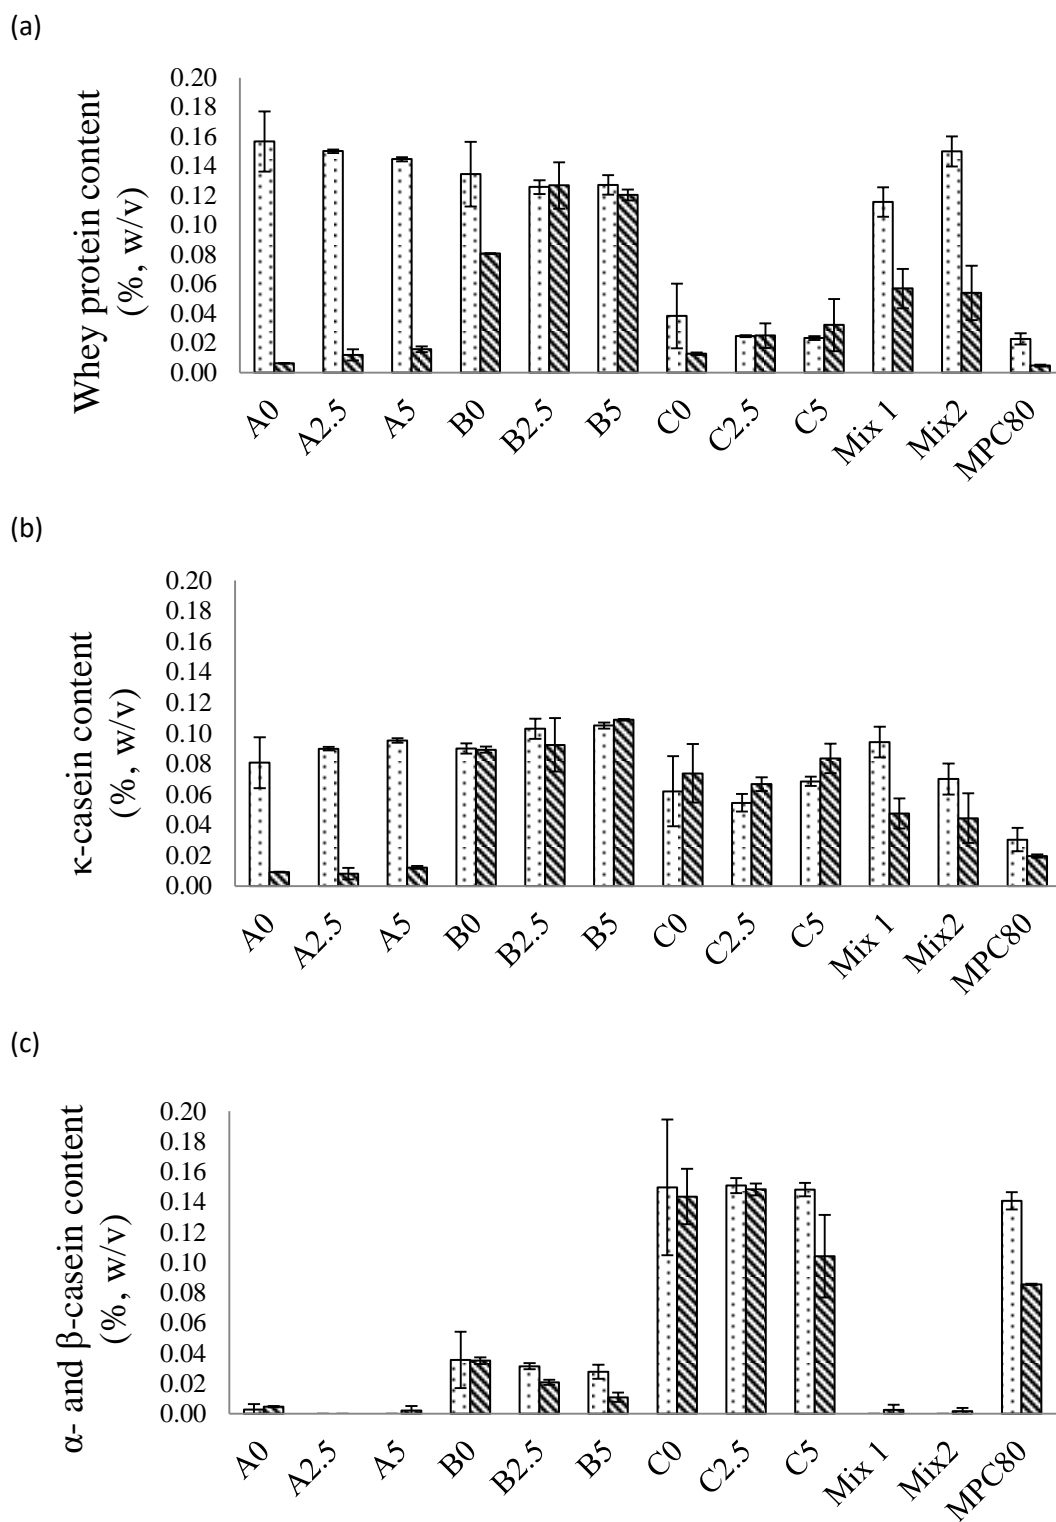 (a)
Whey protein content
(%, w/v)
0.20
0.18
0.16
0.14
0.12
0.10
0.08
0.06
0.04
0.02
0.00
A0
A2.5
A5
B0
B2.5
B5
C0
C2.5
C5
Mix 1
Mix2
MPC80
(b)
κ-casein content
(%, w/v)
0.20
0.18
0.16
0.14
0.12
0.10
0.08
0.06
0.04
0.02
0.00
A0
A2.5
A5
B0
B2.5
B5
C0
C2.5
C5
Mix 1
Mix2
MPC80
(c)
α- and β-casein content
(%, w/v)
0.20
0.18
0.16
0.14
0.12
0.10
0.08
0.06
0.04
0.02
0.00
A0
A2.5
A5
B0
B2.5
B5
C0
C2.5
C5
Mix 1
Mix2
MPC80